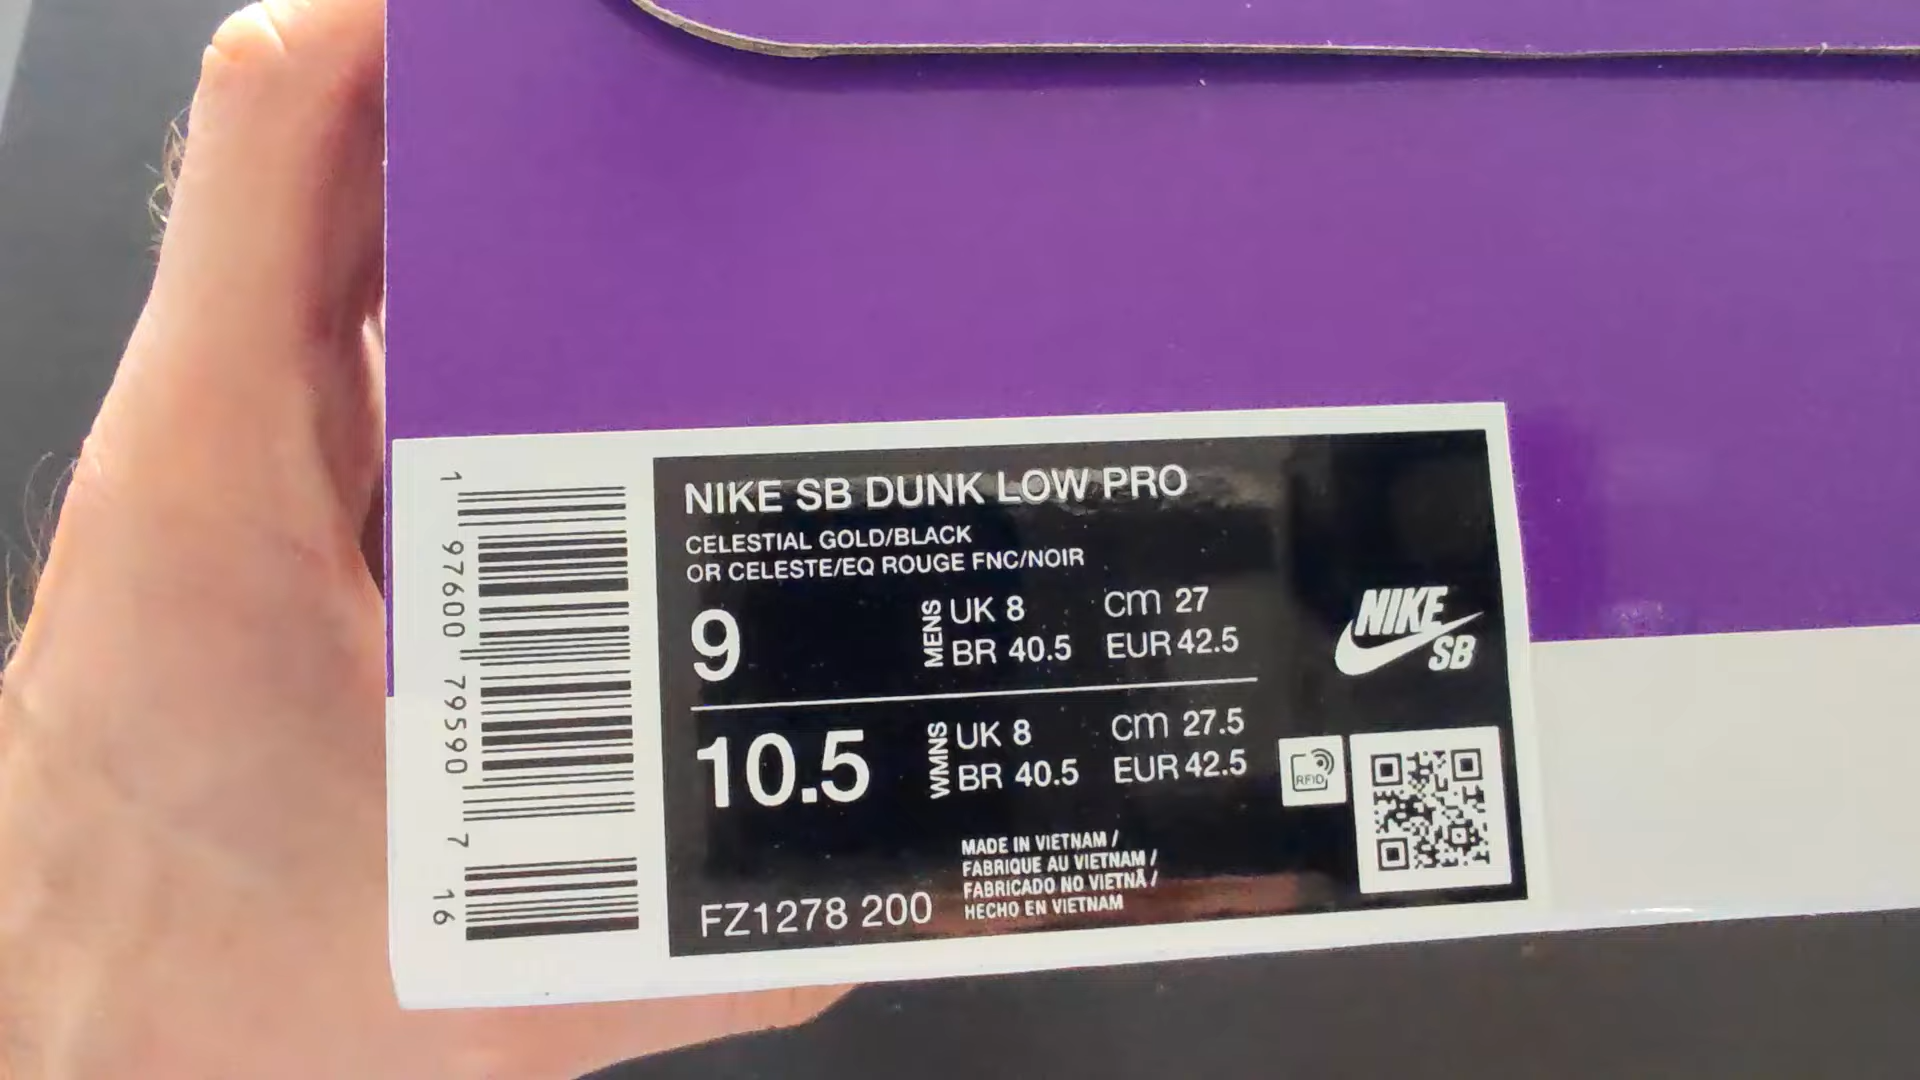 NIKE SB DUNK LOW PRO
CELESTIAL GOLD/BLACK
OR CELESTE/EQ ROUGE FNC/NOIR
9
MENS
UK 8 cm 27
BR 40.5 EUR 42.5
10.5
WMNS
UK 8 cm 27.5
BR 40.5 EUR 42.5
MADE IN VIETNAM /
FABRIQUE AU VIETNAM /
FABRICADO NO VIETNÃ /
HECHO EN VIETNAM
FZ1278 200
NIKE
SB
RFID
1 97600 79590 7 16